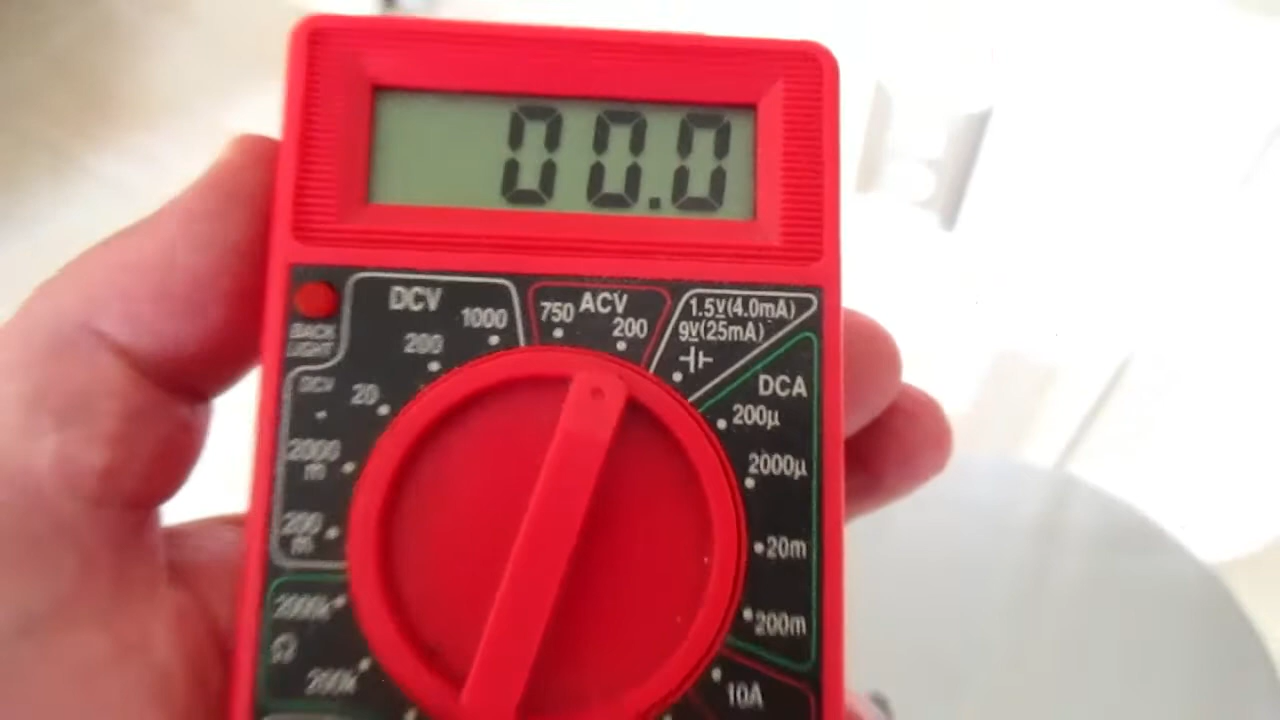 00.0
DCV
1000
200
20
2000
m
200
m
ACV
750
200
1.5V(4.0mA)
9V(25mA)
BACK
LIGHT
DCV
DCA
200µ
2000µ
20m
200m
10A
2000k
Ω
200k